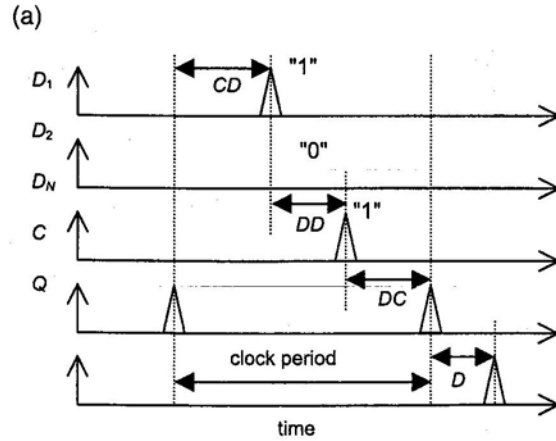 (a)
D1
"1"
CD
D2
"0"
DN
DD
"1"
C
DC
Q
clock period
D
time